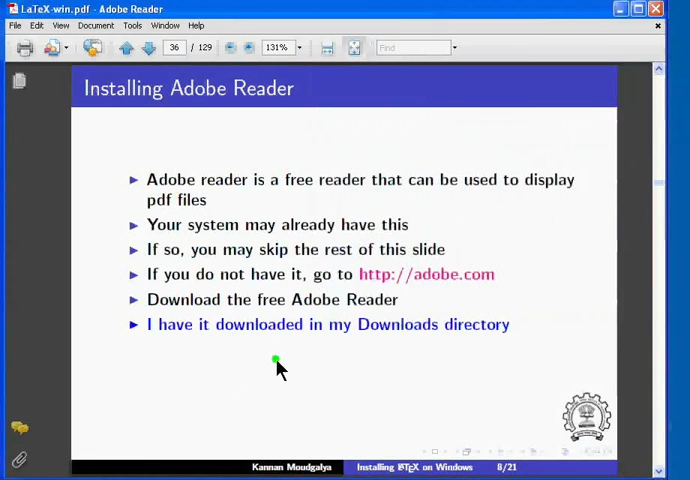 LaTeX-win.pdf - Adobe Reader
File Edit View Document Tools Window Help
36 / 129 131% Find
Installing Adobe Reader
Adobe reader is a free reader that can be used to display
pdf files
Your system may already have this
If so, you may skip the rest of this slide
If you do not have it, go to http://adobe.com
Download the free Adobe Reader
I have it downloaded in my Downloads directory
Kannan Moudgalya Installing LATEX on Windows 8/21